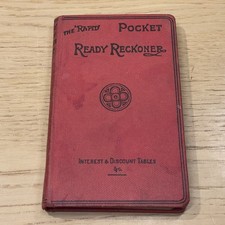 THE "RAPID" POCKET
READY RECKONER
INTEREST & DISCOUNT TABLES
&c.